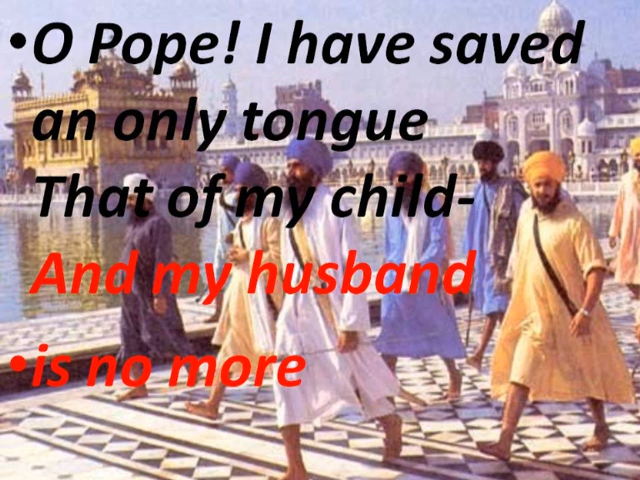 • O Pope! I have saved
an only tongue
That of my child-
And my husband
• is no more